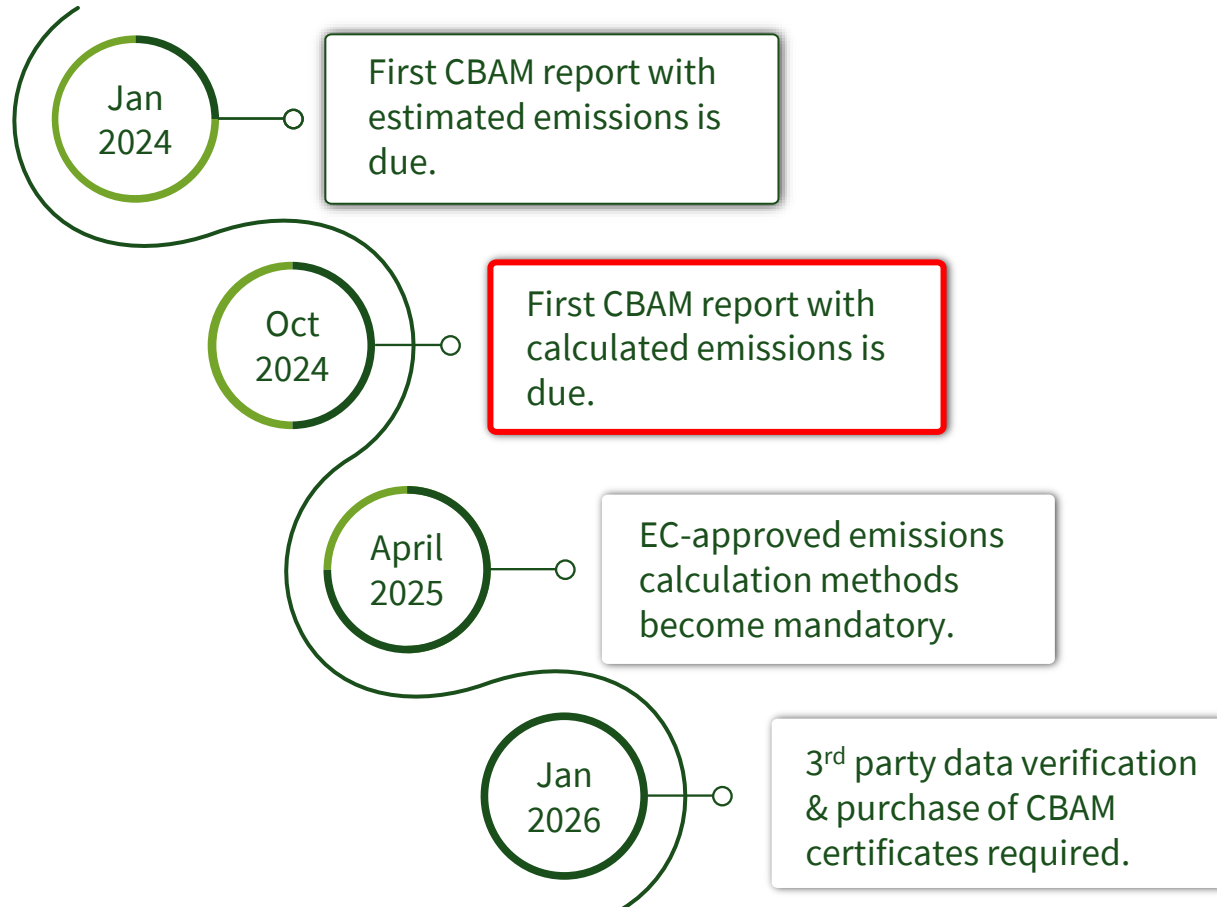 Jan
2024
First CBAM report with
estimated emissions is
due.
Oct
2024
First CBAM report with
calculated emissions is
due.
April
2025
EC-approved emissions
calculation methods
become mandatory.
Jan
2026
3rd party data verification
& purchase of CBAM
certificates required.